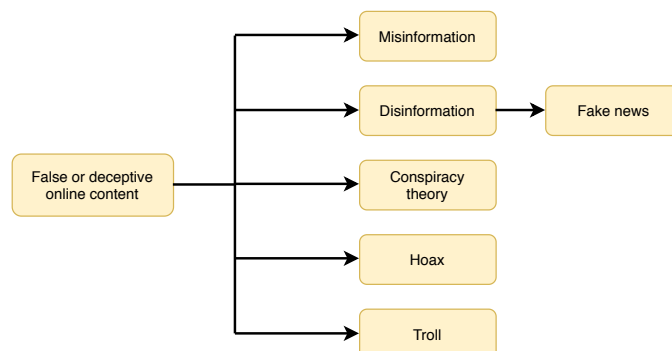 Misinformation
Disinformation
Fake news
False or deceptive
online content
Conspiracy
theory
Hoax
Troll